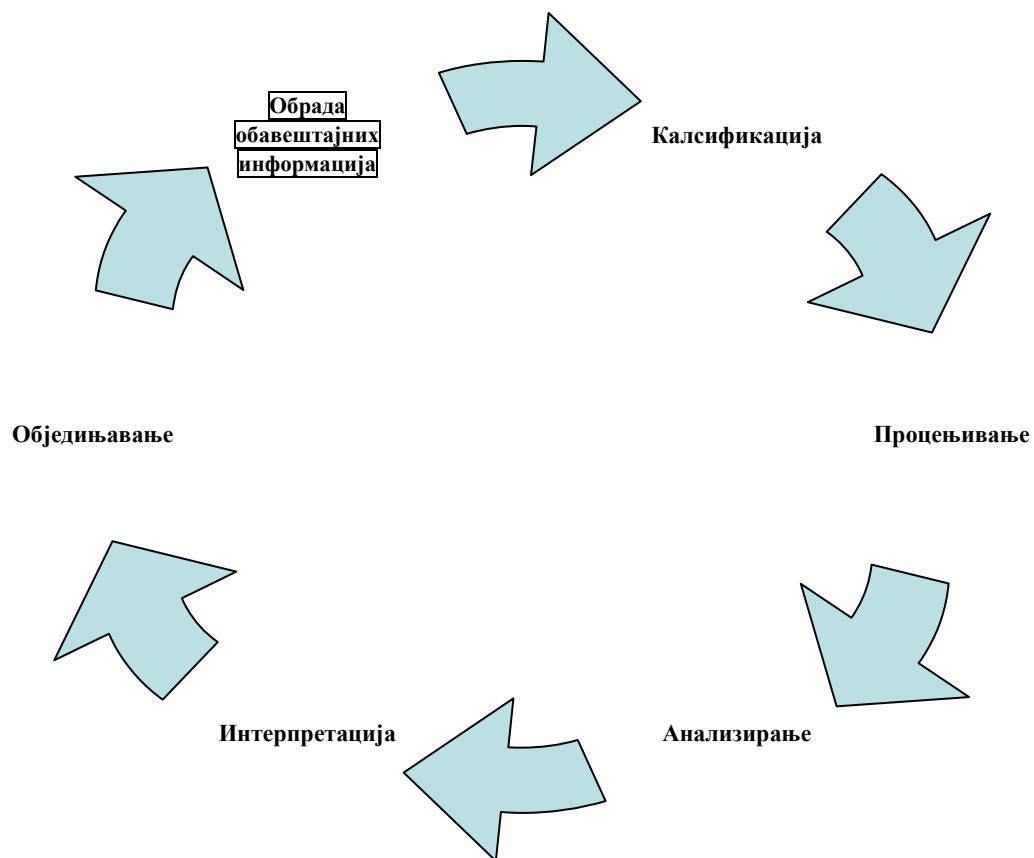 Обрада
обавештајних
информација
Калсификација
Процењивање
Анализирање
Интерпретација
Обједињавање